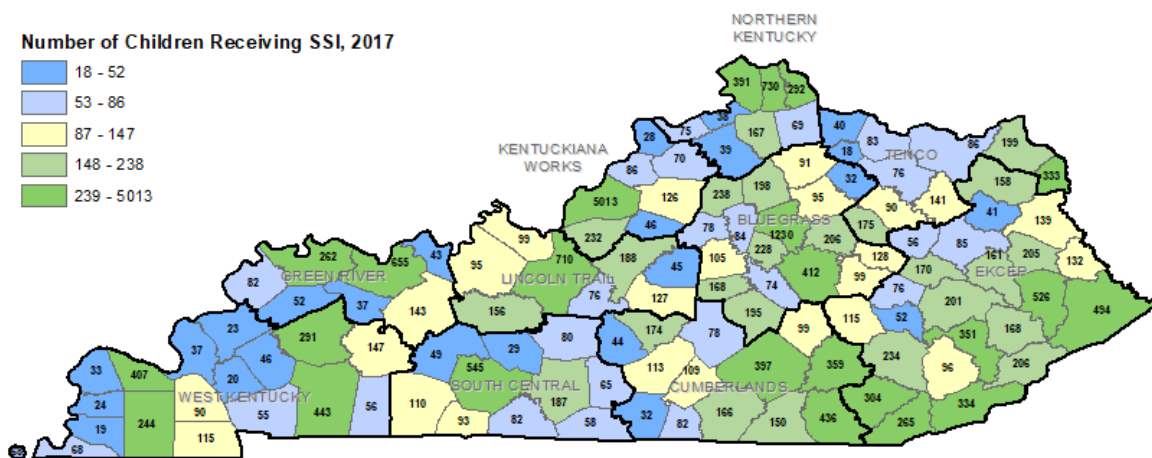 NORTHERN
KENTUCKY
Number of Children Receiving SSI, 2017
18 - 52
53 - 86
87 - 147
148 - 238
239 - 5013
391 730 292
38 75 28 167 69 40 83 86 199
39 70 86 18 76 158 333
KENTUCKIANA
WORKS
TENCO
91 32 141 41 139
5013 126 238 198 95 90
46 78 84 BLUEGRASS 1230 206 175 56 85 161 205 132
232 228 128 EKCEP
99 95 710 188 45 105 412 99 170 526 494
262 655 43
GREEN RIVER
LINCOLN TRAIL
82 52 37 143 156 76 127 168 74 195 76 201
115 52 351 168 206
23 291 147 80 174 78 99 234 96
37 46 49 29 44 397 359
33 407 20 545 65 113 109 304 334
WEST KENTUCKY
SOUTH CENTRAL
CUMBERLANDS
24 90 55 443 56 110 187 32 166 436 265
19 244 115 93 82 58 82 150
68